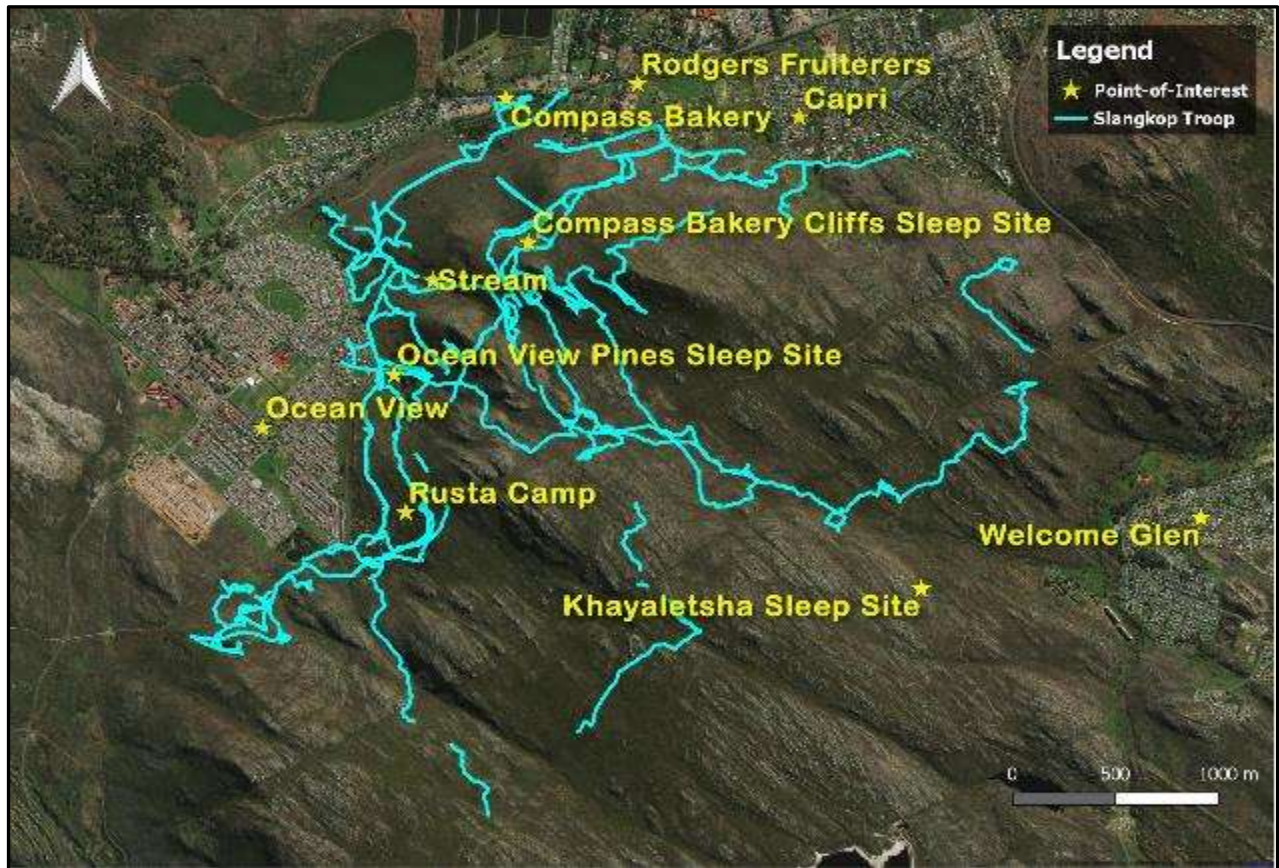 Legend
Point-of-Interest
Slangkop Troop
Rodgers Fruiterers
Capri
Compass Bakery
Compass Bakery Cliffs Sleep Site
Stream
Ocean View Pines Sleep Site
Ocean View
Rusta Camp
Welcome Glen
Khayaletsha Sleep Site
0 500 1000 m